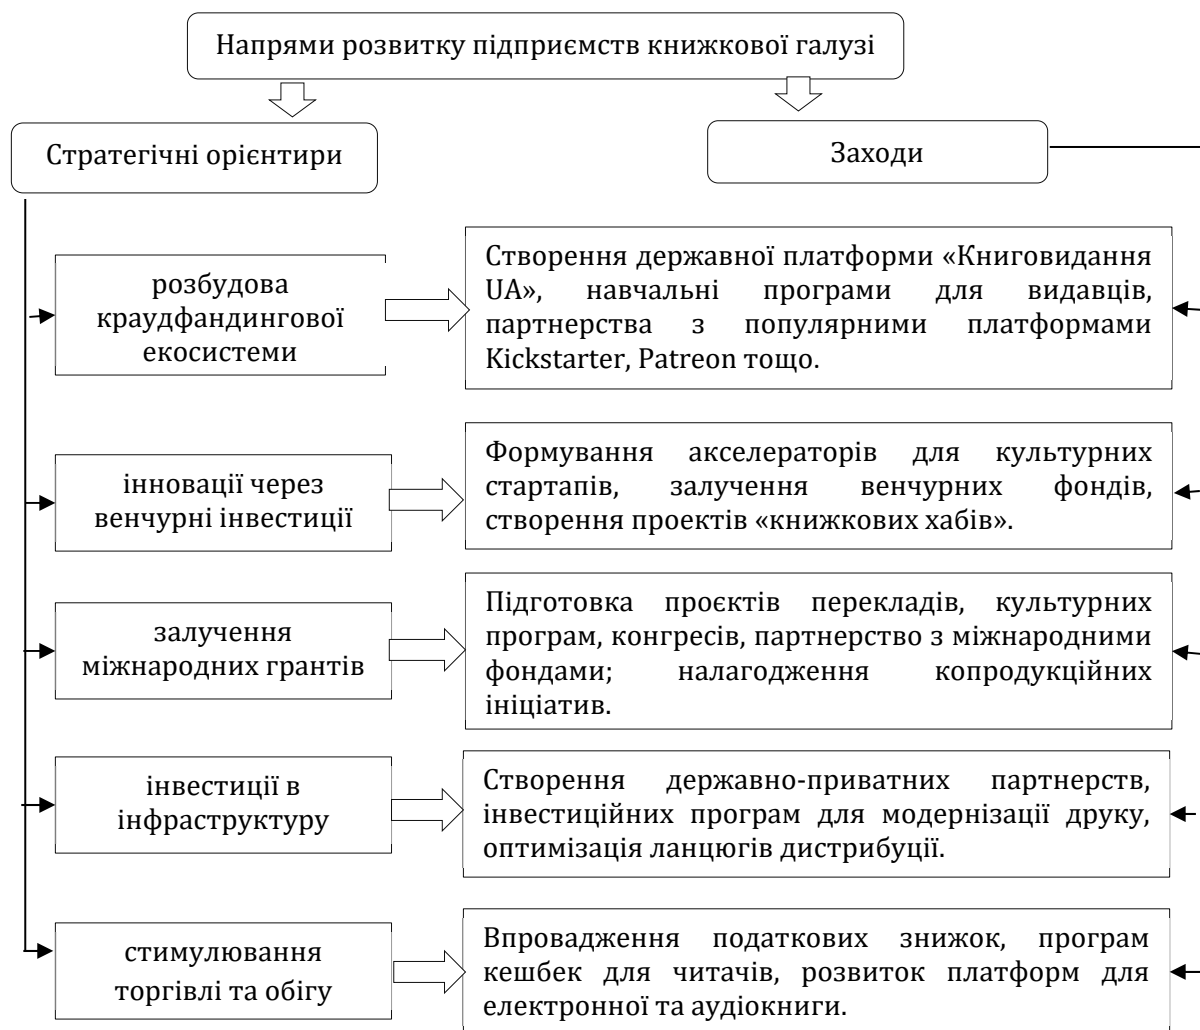 Напрями розвитку підприємств книжкової галузі
Стратегічні орієнтири
Заходи
розбудова
краудфандингової
екосистеми
Створення державної платформи «Книговидання
UA», навчальні програми для видавців,
партнерства з популярними платформами
Kickstarter, Patreon тощо.
інновації через
венчурні інвестиції
Формування акселераторів для культурних
стартапів, залучення венчурних фондів,
створення проектів «книжкових хабів».
залучення
міжнародних грантів
Підготовка проєктів перекладів, культурних
програм, конгресів, партнерство з міжнародними
фондами; налагодження копродукційних
ініціатив.
інвестиції в
інфраструктуру
Створення державно-приватних партнерств,
інвестиційних програм для модернізації друку,
оптимізація ланцюгів дистрибуції.
стимулювання
торгівлі та обігу
Впровадження податкових знижок, програм
кешбек для читачів, розвиток платформ для
електронної та аудіокниги.